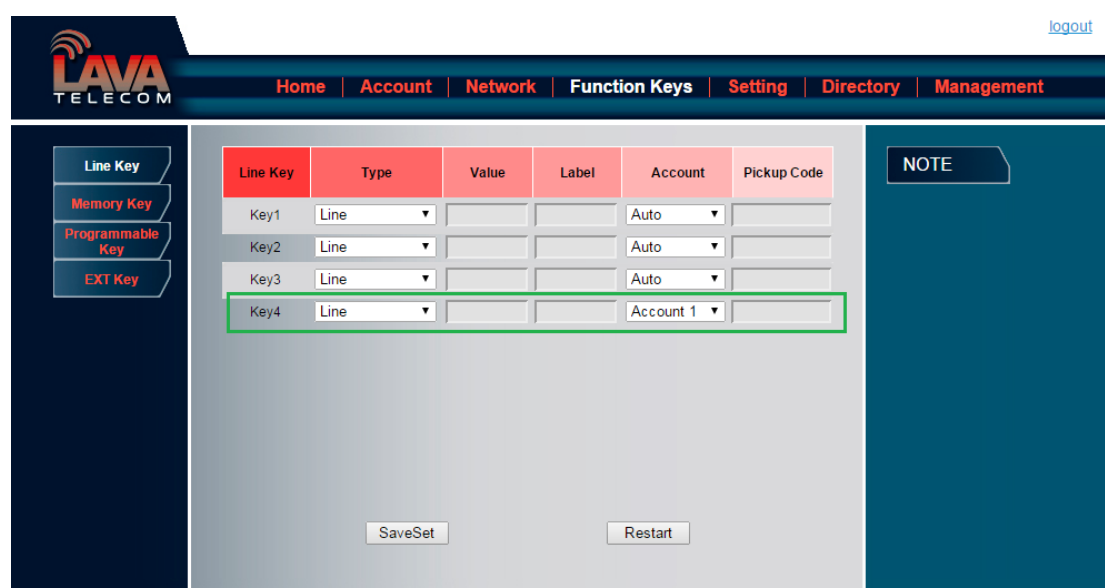 logout
LAVA
TELECOM
Home | Account | Network | Function Keys | Setting | Directory | Management
Line Key
Memory Key
Programmable
Key
EXT Key
Line Key Type Value Label Account Pickup Code
Key1 Line Auto
Key2 Line Auto
Key3 Line Auto
Key4 Line Account 1
SaveSet Restart
NOTE